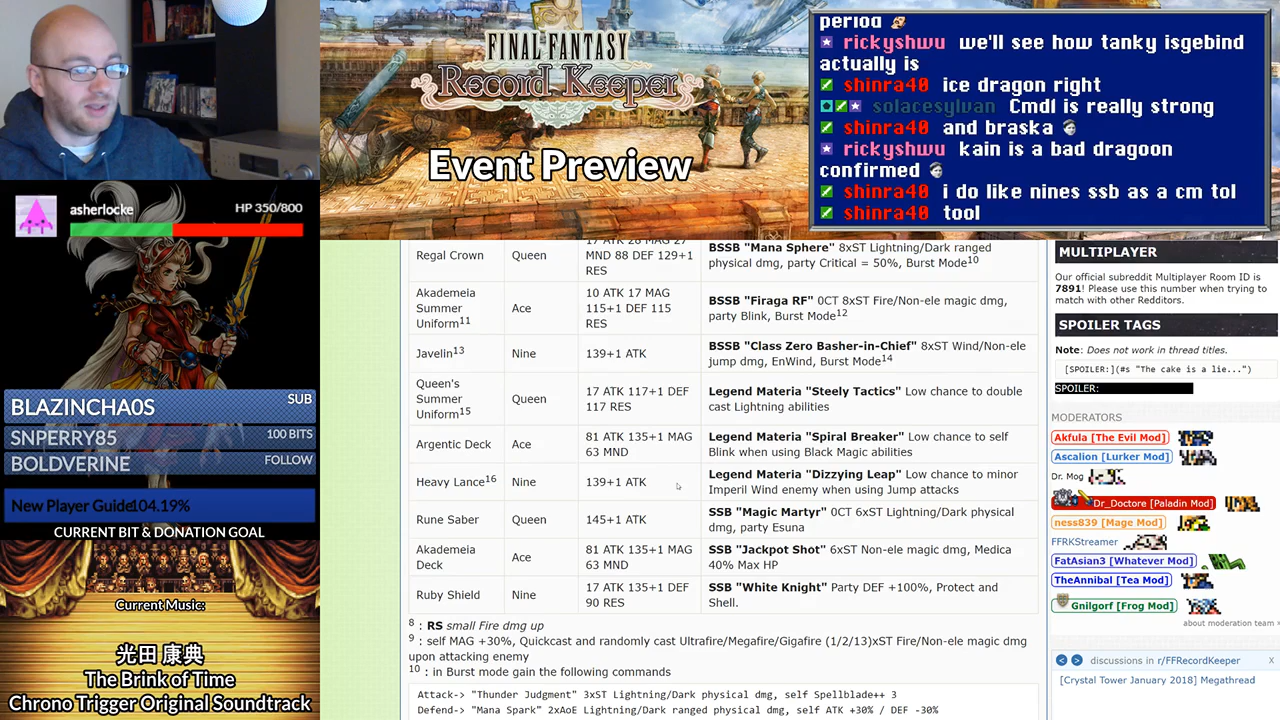 FINAL FANTASY
Record Keeper
Event Preview
perioa
rickyshwu we'll see how tanky isgebind
actually is
shinra40 ice dragon right
solacesylvan Cmdl is really strong
shinra40 and braska
rickyshwu kain is a bad dragoon
confirmed
shinra40 i do like nines ssb as a cm tol
shinra40 tool
asherlocke HP 350/800
BLAZINCHA0S SUB
SNPERRY85 100 BITS
BOLDVERINE FOLLOW
New Player Guide104.19%
CURRENT BIT & DONATION GOAL
Current Music:
光田 康典
The Brink of Time
Chrono Trigger Original Soundtrack
Regal Crown Queen 17 ATK 28 MAG 27 MND 88 DEF 129+1 RES BSSB "Mana Sphere" 8xST Lightning/Dark ranged physical dmg, party Critical = 50%, Burst Mode10
Akademeia Summer Uniform11 Ace 10 ATK 17 MAG 115+1 DEF 115 RES BSSB "Firaga RF" 0CT 8xST Fire/Non-ele magic dmg, party Blink, Burst Mode12
Javelin13 Nine 139+1 ATK BSSB "Class Zero Basher-in-Chief" 8xST Wind/Non-ele jump dmg, EnWind, Burst Mode14
Queen's Summer Uniform15 Queen 17 ATK 117+1 DEF 117 RES Legend Materia "Steely Tactics" Low chance to double cast Lightning abilities
Argentic Deck Ace 81 ATK 135+1 MAG 63 MND Legend Materia "Spiral Breaker" Low chance to self Blink when using Black Magic abilities
Heavy Lance16 Nine 139+1 ATK Legend Materia "Dizzying Leap" Low chance to minor Imperil Wind enemy when using Jump attacks
Rune Saber Queen 145+1 ATK SSB "Magic Martyr" 0CT 6xST Lightning/Dark physical dmg, party Esuna
Akademeia Deck Ace 81 ATK 135+1 MAG 63 MND SSB "Jackpot Shot" 6xST Non-ele magic dmg, Medica 40% Max HP
Ruby Shield Nine 17 ATK 135+1 DEF 90 RES SSB "White Knight" Party DEF +100%, Protect and Shell.
8 : RS small Fire dmg up
9 : self MAG +30%, Quickcast and randomly cast Ultrafire/Megafire/Gigafire (1/2/13)xST Fire/Non-ele magic dmg
upon attacking enemy
10 : in Burst mode gain the following commands
Attack-> "Thunder Judgment" 3xST Lightning/Dark physical dmg, self Spellblade++ 3
Defend-> "Mana Spark" 2xAoE Lightning/Dark ranged physical dmg, self ATK +30% / DEF -30%
MULTIPLAYER
Our official subreddit Multiplayer Room ID is
7891! Please use this number when trying to
match with other Redditors.
SPOILER TAGS
Note: Does not work in thread titles.
[SPOILER:](#s "The cake is a lie...")
SPOILER:
MODERATORS
Akfula [The Evil Mod]
Ascalion [Lurker Mod]
Dr. Mog
Dr_Doctore [Paladin Mod]
ness839 [Mage Mod]
FFRKStreamer
FatAsian3 [Whatever Mod]
TheAnnibal [Tea Mod]
Gnilgorf [Frog Mod]
about moderation team »
discussions in r/FFRecordKeeper X
[Crystal Tower January 2018] Megathread